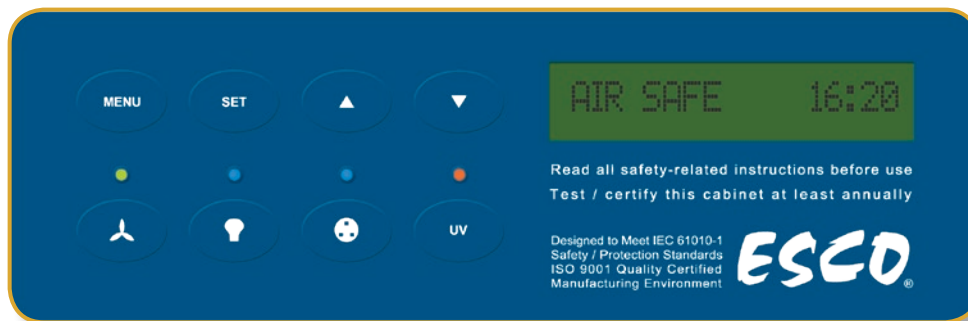 MENU SET
AIR SAFE 16:20
Read all safety-related instructions before use
Test / certify this cabinet at least annually
UV
Designed to Meet IEC 61010-1
Safety / Protection Standards
ISO 9001 Quality Certified
Manufacturing Environment
ESCO®